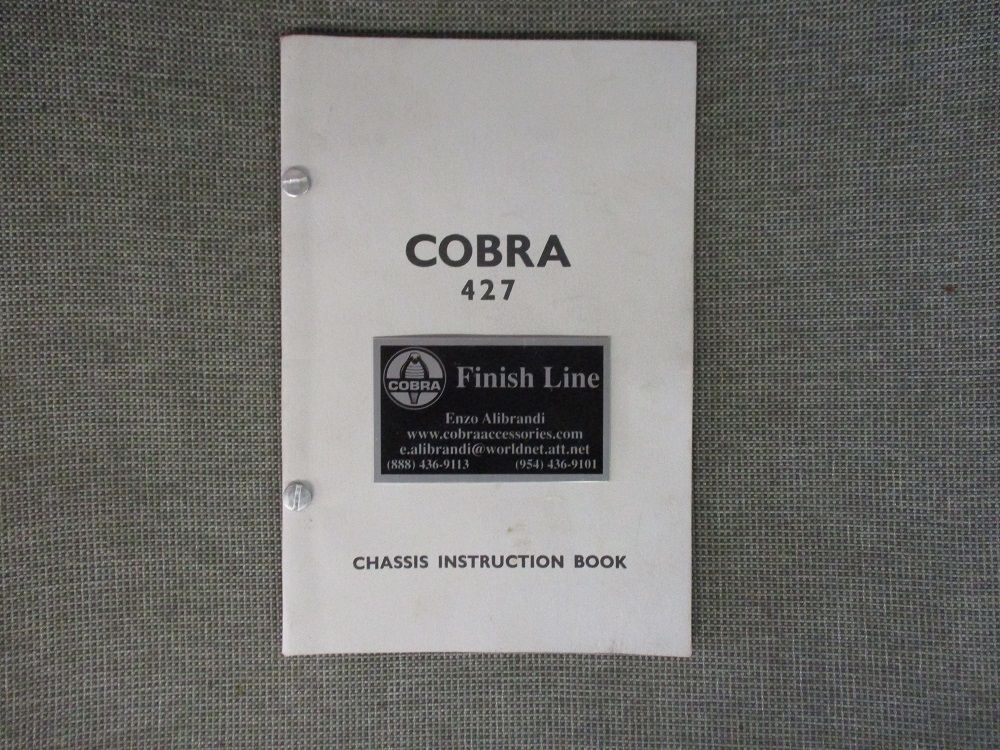 COBRA
427
COBRA
Finish Line
Enzo Alibrandi
www.cobraaccessories.com
e.alibrandi@worldnet.att.net
(888) 436-9113 (954) 436-9101
CHASSIS INSTRUCTION BOOK